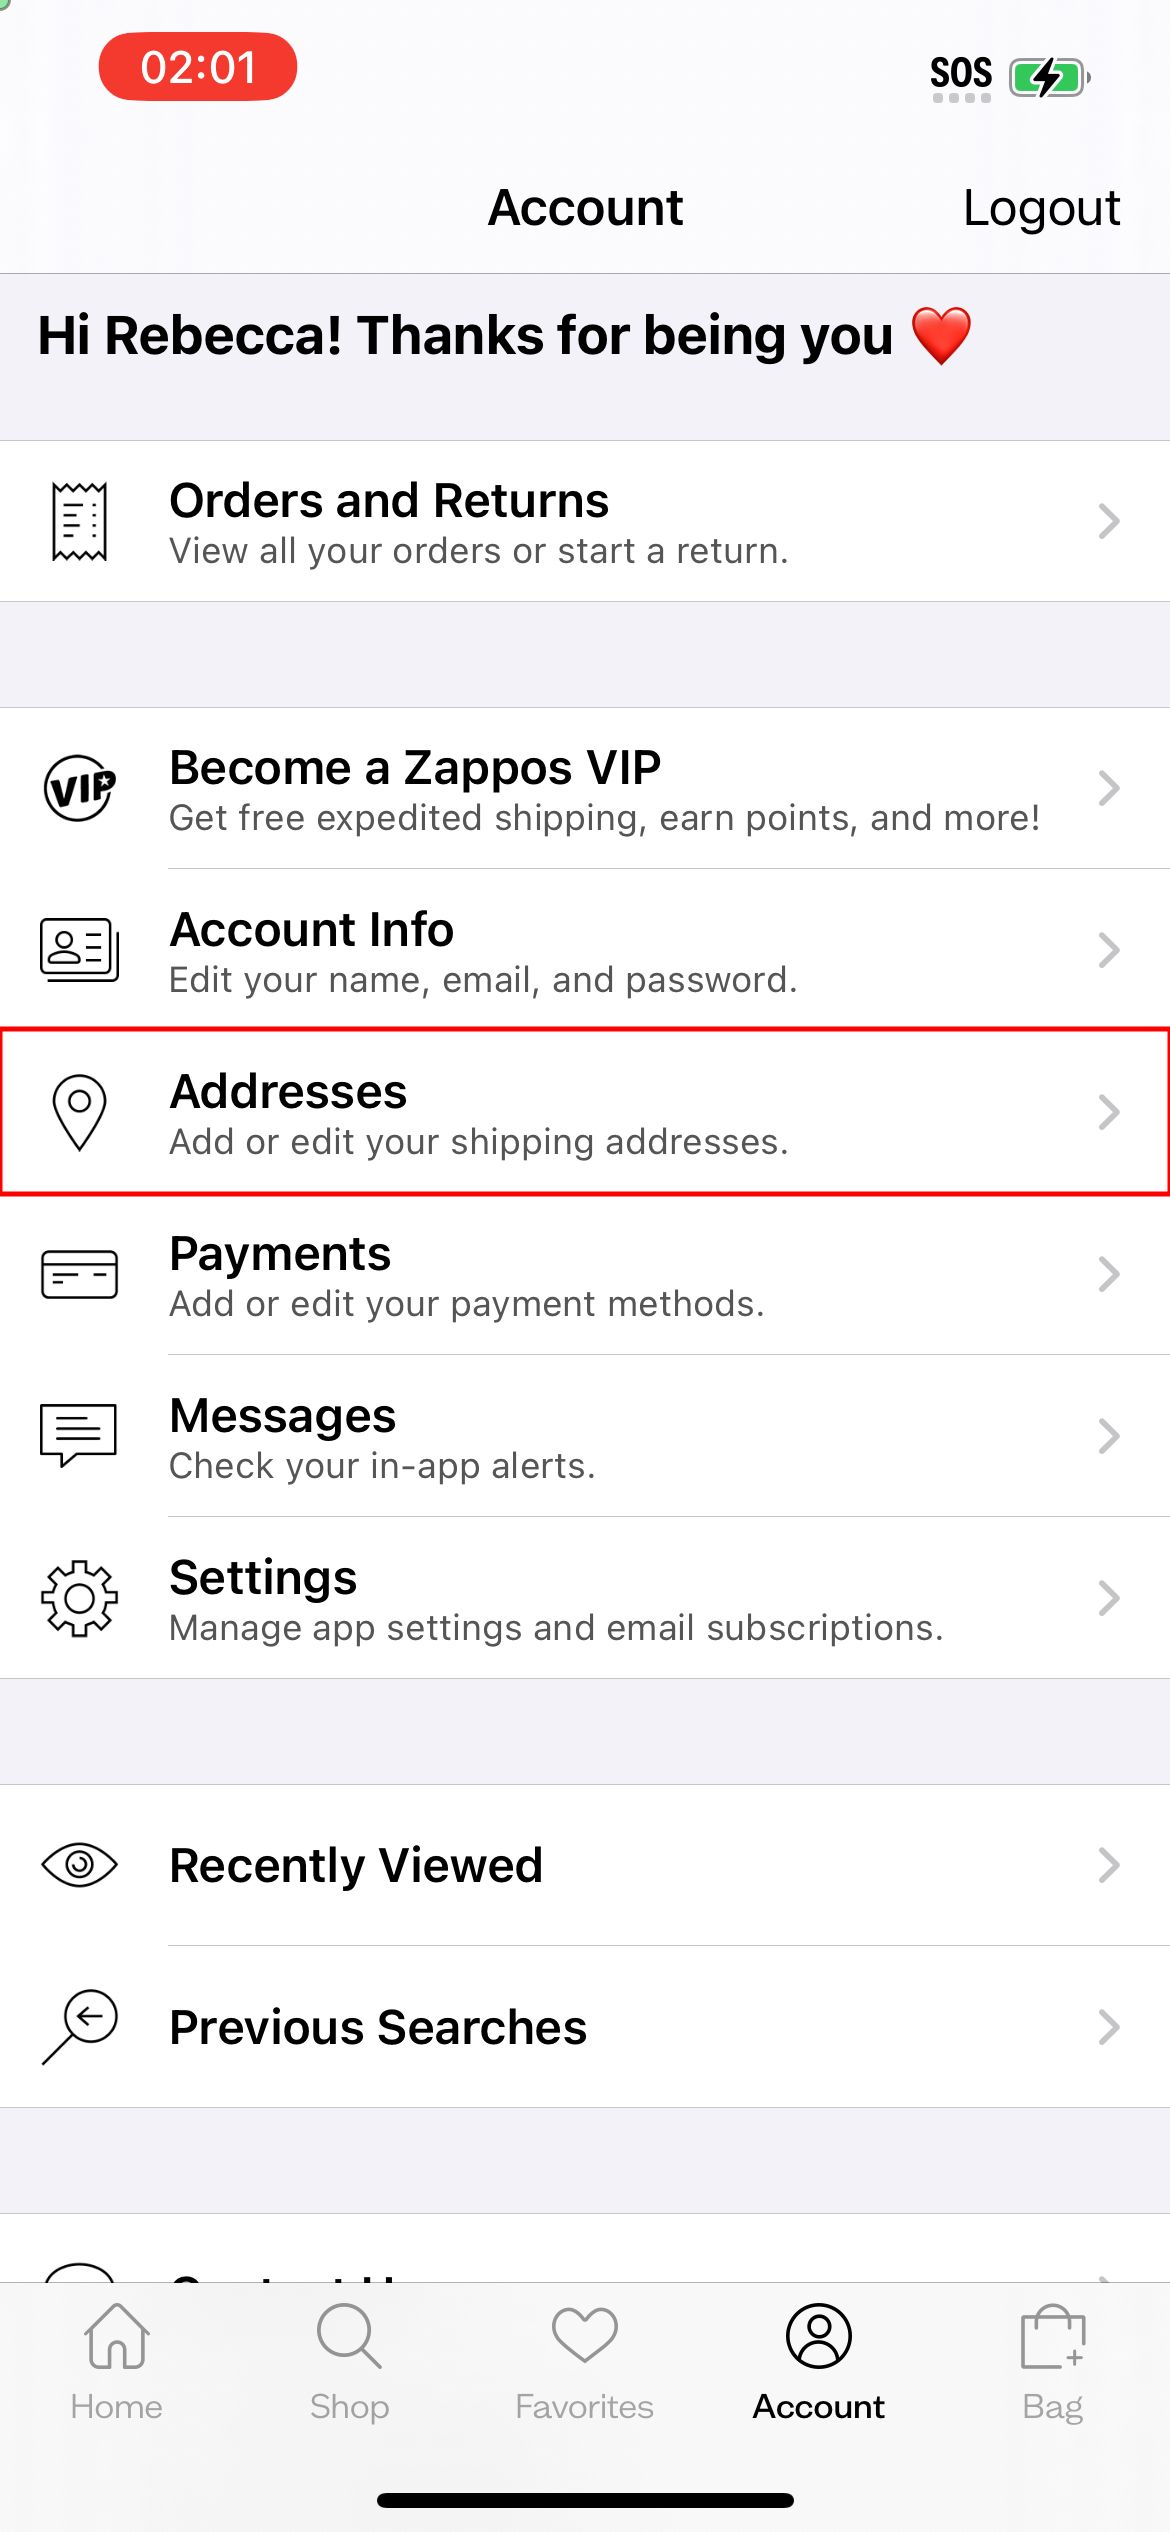 02:01
SOS
Account
Logout
Hi Rebecca! Thanks for being you ❤️
Orders and Returns
View all your orders or start a return.
VIP
Become a Zappos VIP
Get free expedited shipping, earn points, and more!
Account Info
Edit your name, email, and password.
Addresses
Add or edit your shipping addresses.
Payments
Add or edit your payment methods.
Messages
Check your in-app alerts.
Settings
Manage app settings and email subscriptions.
Recently Viewed
Previous Searches
Home
Shop
Favorites
Account
Bag